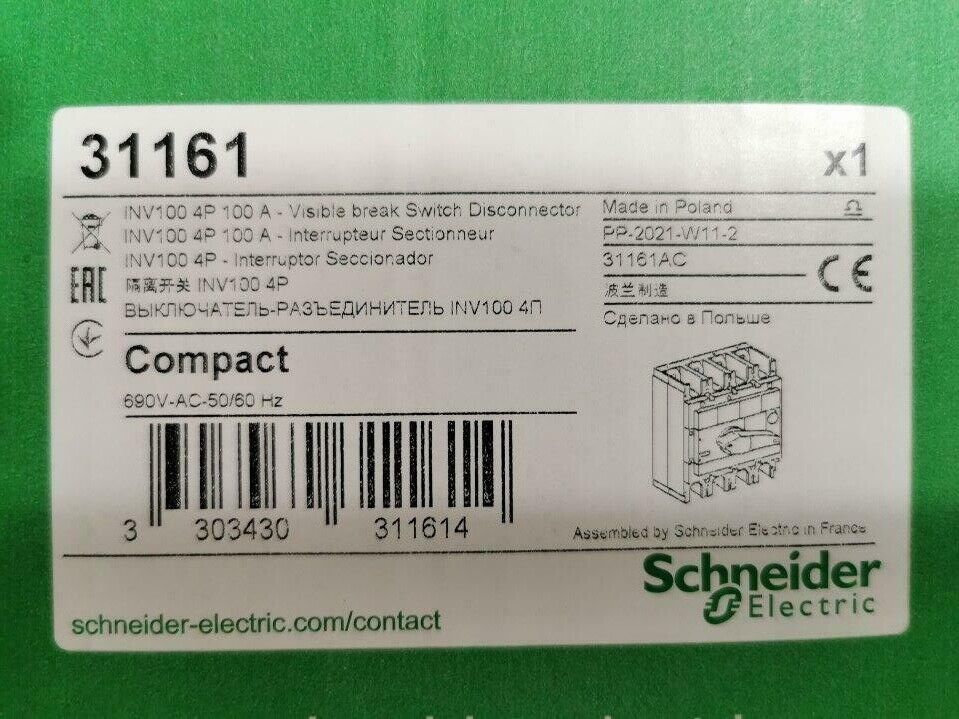 31161
x1
INV100 4P 100 A - Visible break Switch Disconnector
INV100 4P 100 A - Interrupteur Sectionneur
INV100 4P - Interruptor Seccionador
隔离开关 INV100 4P
ВЫКЛЮЧАТЕЛЬ-РАЗЪЕДИНИТЕЛЬ INV100 4П
Made in Poland
PP-2021-W11-2
31161AC
波兰制造
Сделано в Польше
CE
EAC
Compact
690V-AC-50/60 Hz
3 303430 311614
Assembled by Schneider Electric in France
Schneider
Electric
schneider-electric.com/contact